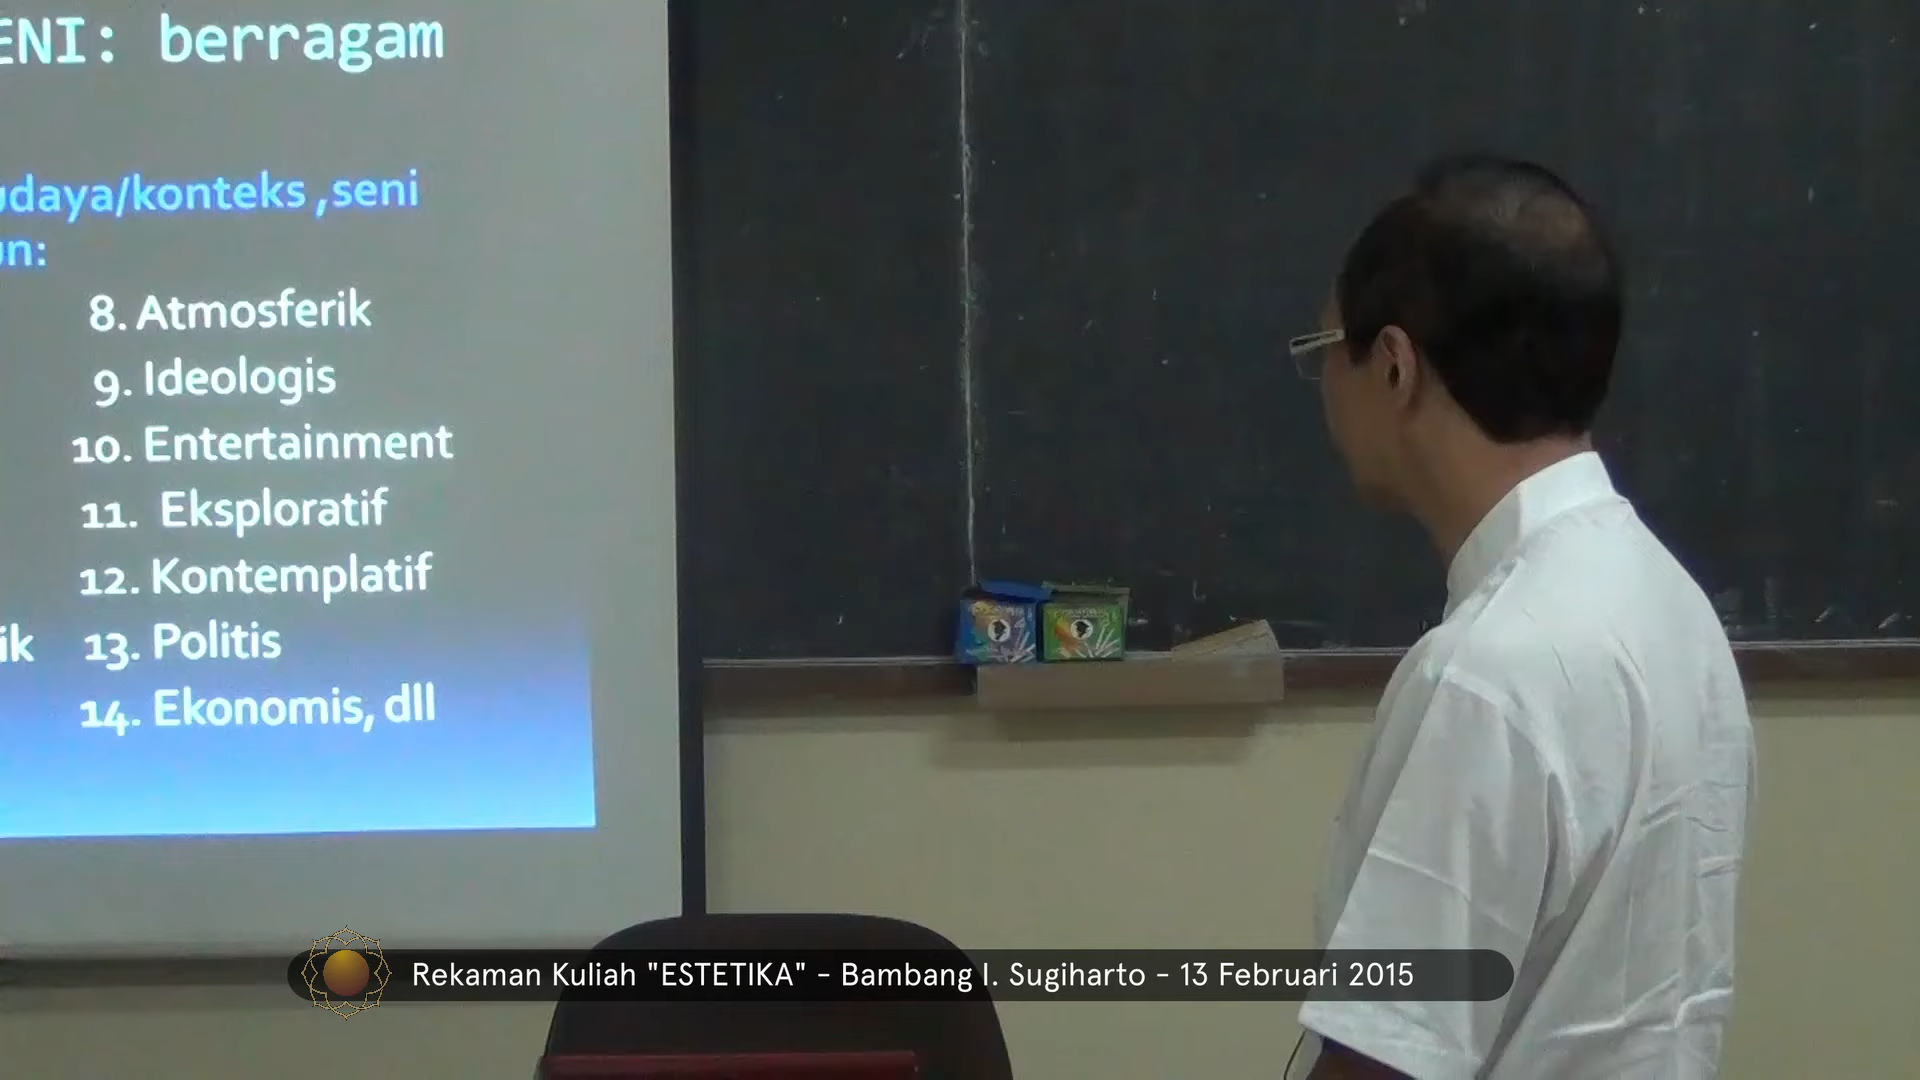 ENI: berragam
udaya/konteks ,seni
un:
8. Atmosferik
9. Ideologis
10. Entertainment
11. Eksploratif
12. Kontemplatif
ik 13. Politis
14. Ekonomis, dll
Rekaman Kuliah "ESTETIKA" - Bambang I. Sugiharto - 13 Februari 2015